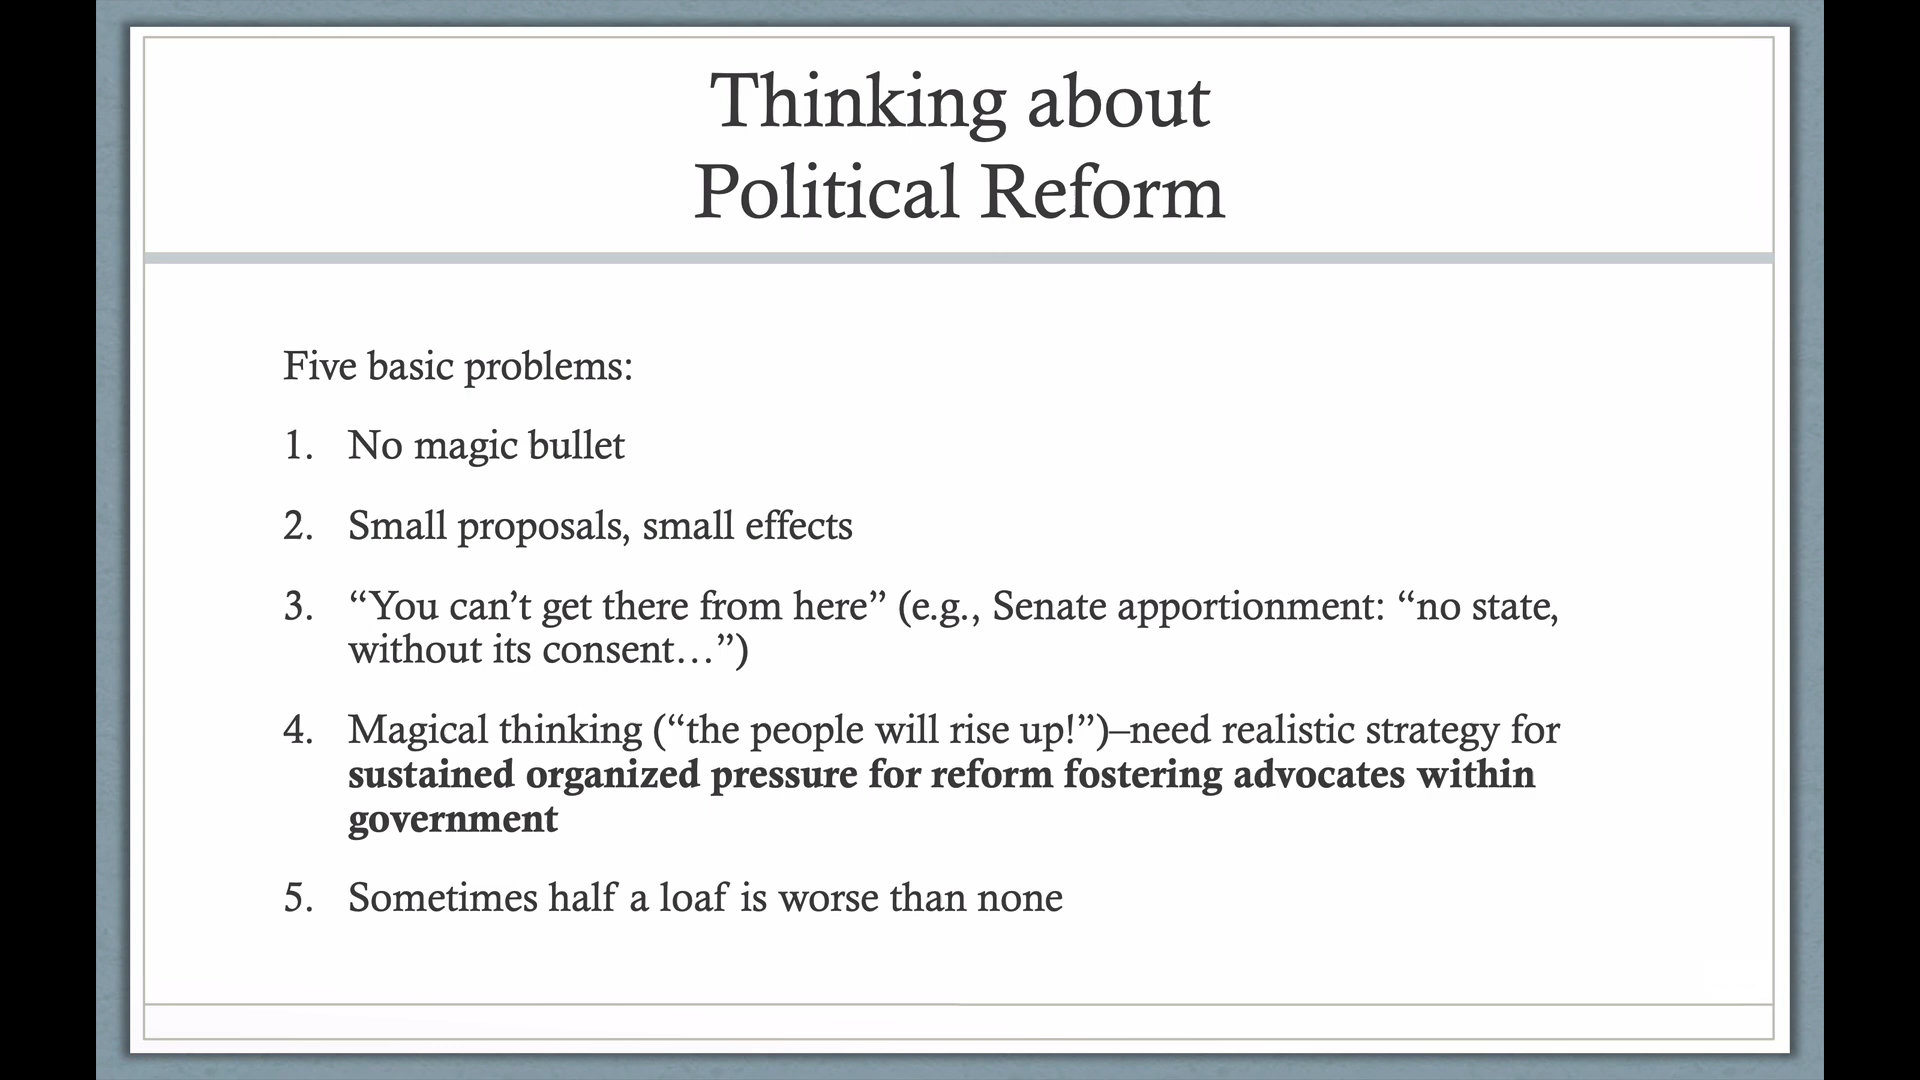 Thinking about
Political Reform
Five basic problems:
1. No magic bullet
2. Small proposals, small effects
3. “You can’t get there from here” (e.g., Senate apportionment: “no state,
without its consent…”)
4. Magical thinking (“the people will rise up!”)–need realistic strategy for
sustained organized pressure for reform fostering advocates within
government
5. Sometimes half a loaf is worse than none